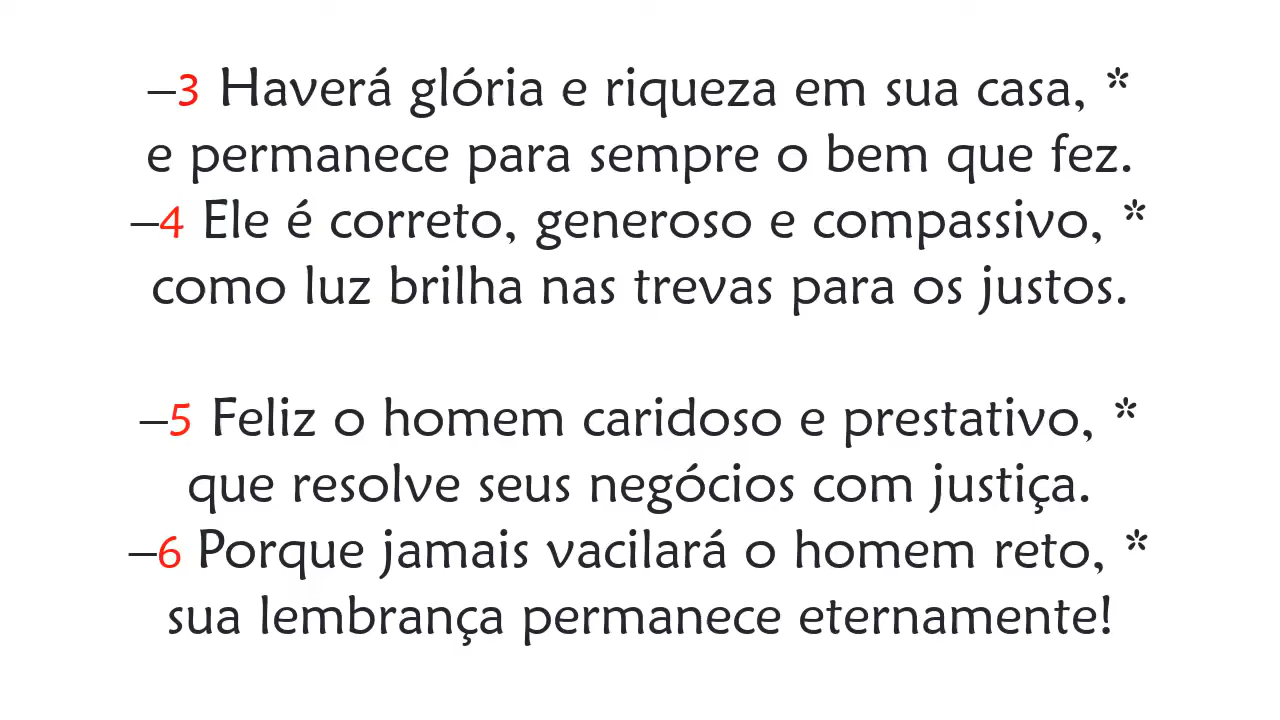 –3 Haverá glória e riqueza em sua casa, *
e permanece para sempre o bem que fez.
–4 Ele é correto, generoso e compassivo, *
como luz brilha nas trevas para os justos.
–5 Feliz o homem caridoso e prestativo, *
que resolve seus negócios com justiça.
–6 Porque jamais vacilará o homem reto, *
sua lembrança permanece eternamente!